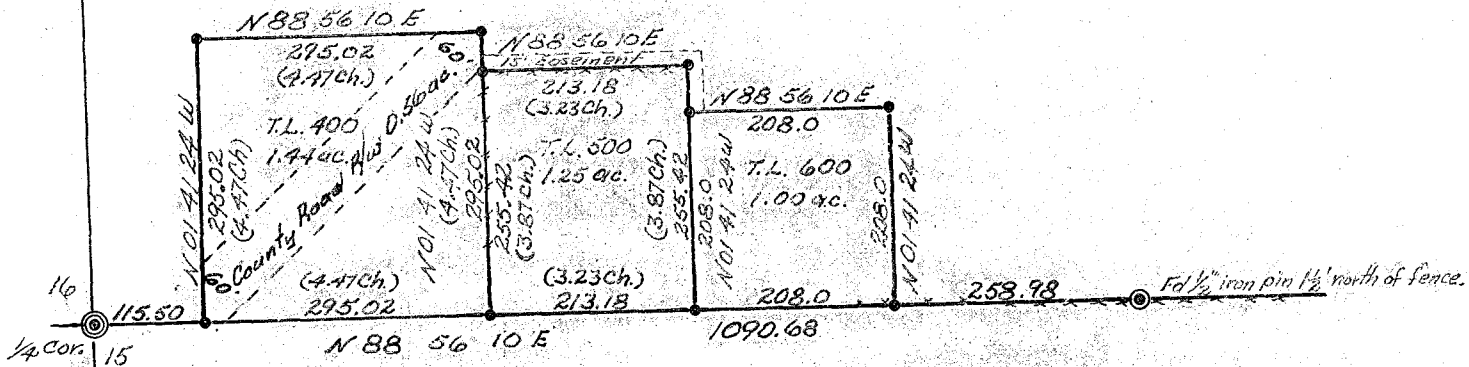 N 88 56 10 E
295.02
(4.47Ch.)
N 88 56 10 E
15' Easement
213.18
(3.23Ch.)
N 88 56 10 E
208.0
T.L. 400
1.44 ac.
T.L. 500
1.25 ac.
T.L. 600
1.00 ac.
N 01 41 24 W
295.02
(4.47Ch)
60'
County Road R/W 0.56 ac.
60'
N 01 41 24 W
(4.47Ch.)
295.02
255.42
(3.87Ch.)
(3.87Ch.)
255.42
208.0
N 01 41 24 W
208.0
N 01 41 24 W
(4.47Ch.)
295.02
(3.23Ch.)
213.18
208.0
258.98
Fd ½" iron pin 1½' north of fence.
16
115.50
¼ Cor.
15
N 88 56 10 E
1090.68